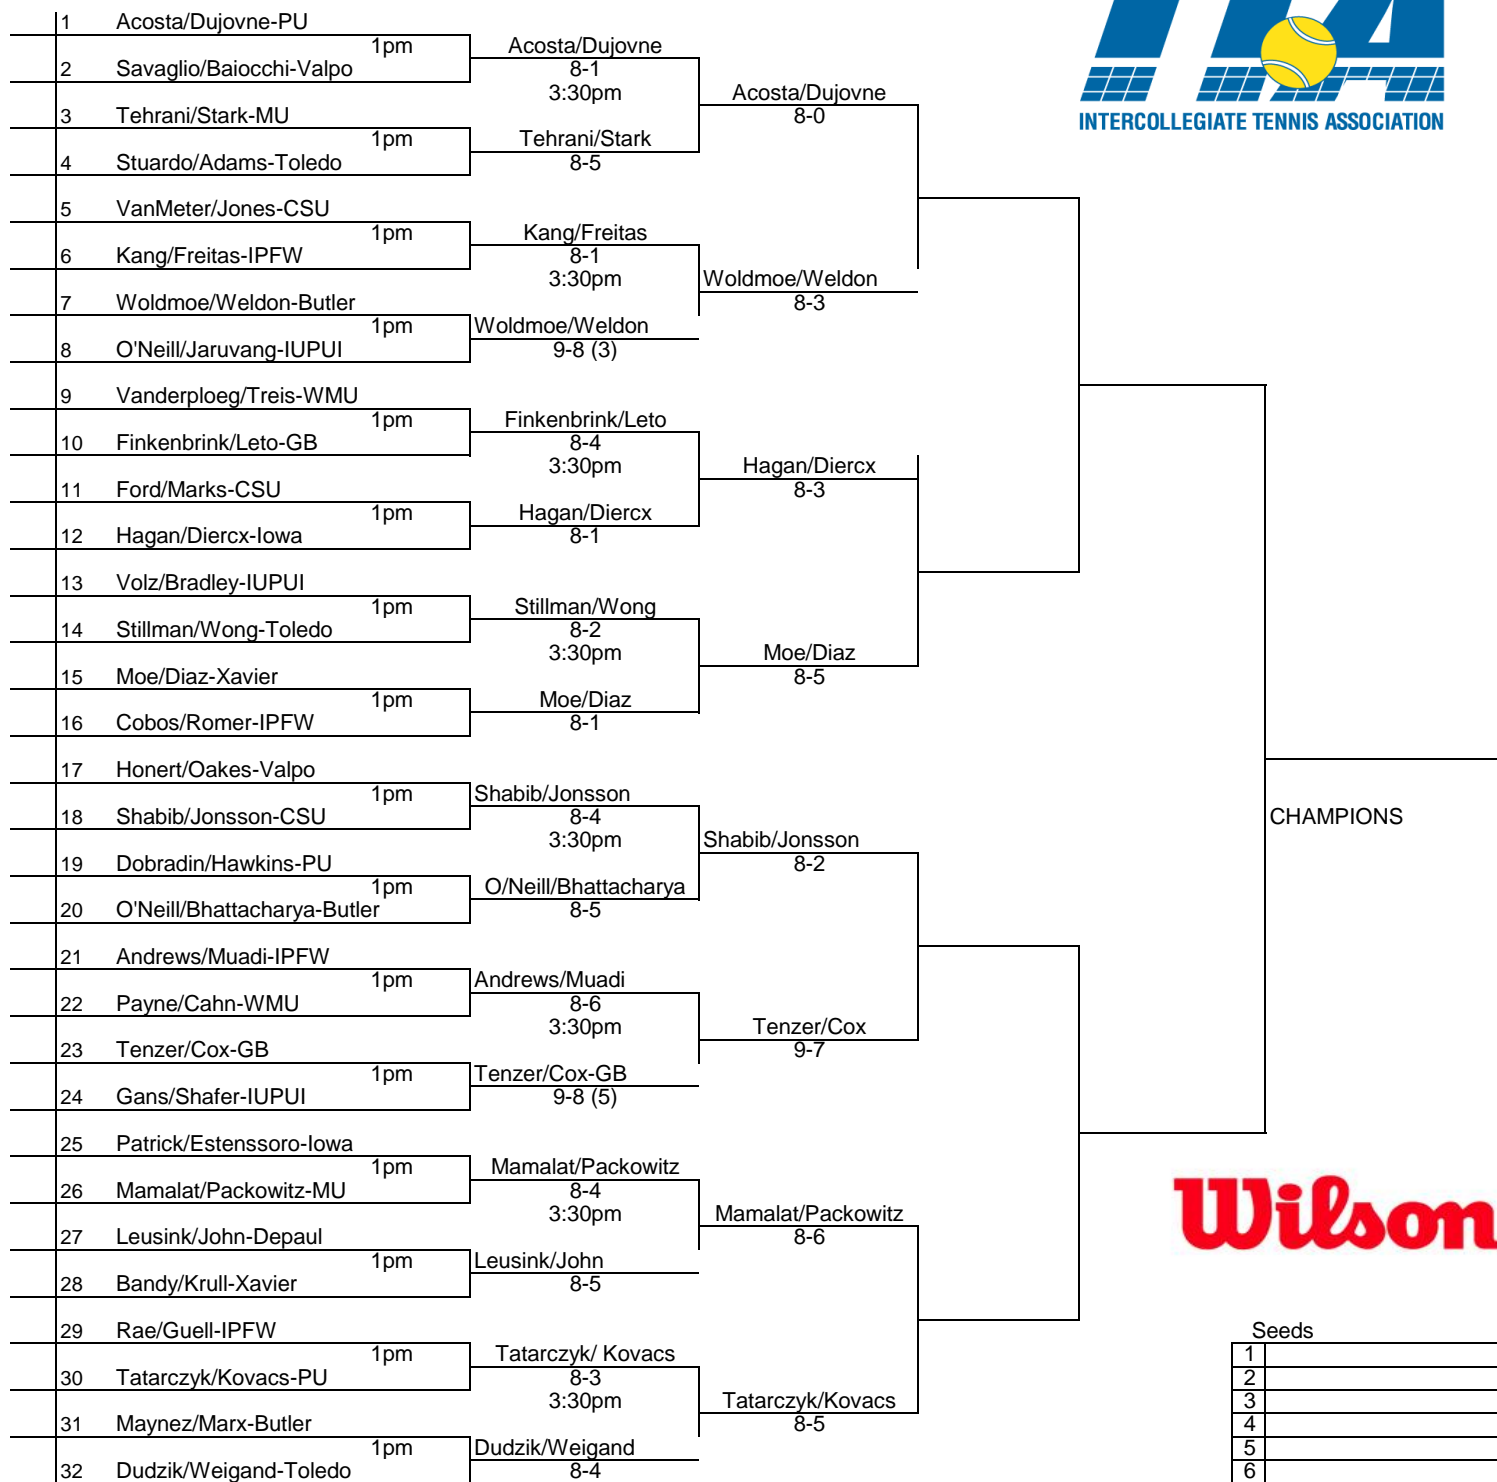 ITA
INTERCOLLEGIATE TENNIS ASSOCIATION
1 Acosta/Dujovne-PU
1pm
2 Savaglio/Baiocchi-Valpo
3 Tehrani/Stark-MU
1pm
4 Stuardo/Adams-Toledo
5 VanMeter/Jones-CSU
1pm
6 Kang/Freitas-IPFW
7 Woldmoe/Weldon-Butler
1pm
8 O'Neill/Jaruvang-IUPUI
9 Vanderploeg/Treis-WMU
1pm
10 Finkenbrink/Leto-GB
11 Ford/Marks-CSU
1pm
12 Hagan/Diercx-Iowa
13 Volz/Bradley-IUPUI
1pm
14 Stillman/Wong-Toledo
15 Moe/Diaz-Xavier
1pm
16 Cobos/Romer-IPFW
17 Honert/Oakes-Valpo
1pm
18 Shabib/Jonsson-CSU
19 Dobradin/Hawkins-PU
1pm
20 O'Neill/Bhattacharya-Butler
21 Andrews/Muadi-IPFW
1pm
22 Payne/Cahn-WMU
23 Tenzer/Cox-GB
1pm
24 Gans/Shafer-IUPUI
25 Patrick/Estenssoro-Iowa
1pm
26 Mamalat/Packowitz-MU
27 Leusink/John-Depaul
1pm
28 Bandy/Krull-Xavier
29 Rae/Guell-IPFW
1pm
30 Tatarczyk/Kovacs-PU
31 Maynez/Marx-Butler
1pm
32 Dudzik/Weigand-Toledo
Acosta/Dujovne
8-1
3:30pm
Tehrani/Stark
8-5
Kang/Freitas
8-1
3:30pm
Woldmoe/Weldon
9-8 (3)
Finkenbrink/Leto
8-4
3:30pm
Hagan/Diercx
8-1
Stillman/Wong
8-2
3:30pm
Moe/Diaz
8-1
Shabib/Jonsson
8-4
3:30pm
O/Neill/Bhattacharya
8-5
Andrews/Muadi
8-6
3:30pm
Tenzer/Cox-GB
9-8 (5)
Mamalat/Packowitz
8-4
3:30pm
Leusink/John
8-5
Tatarczyk/ Kovacs
8-3
3:30pm
Dudzik/Weigand
8-4
Acosta/Dujovne
8-0
Woldmoe/Weldon
8-3
Hagan/Diercx
8-3
Moe/Diaz
8-5
Shabib/Jonsson
8-2
Tenzer/Cox
9-7
Mamalat/Packowitz
8-6
Tatarczyk/Kovacs
8-5
CHAMPIONS
Wilson
Seeds
1
2
3
4
5
6